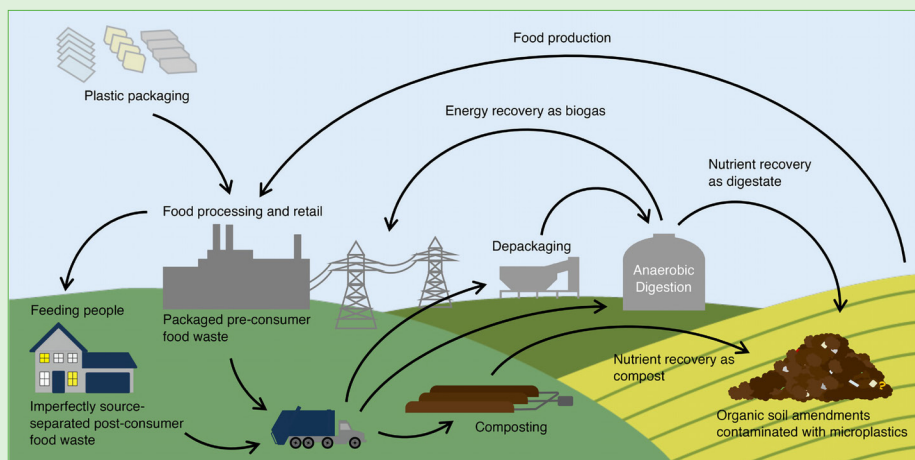 Food production
Plastic packaging
Energy recovery as biogas
Nutrient recovery
as digestate
Food processing and retail
Depackaging
Anaerobic
Digestion
Feeding people
Packaged pre-consumer
food waste
Nutrient recovery as
compost
Imperfectly source-
separated post-consumer
food waste
Composting
Organic soil amendments
contaminated with microplastics